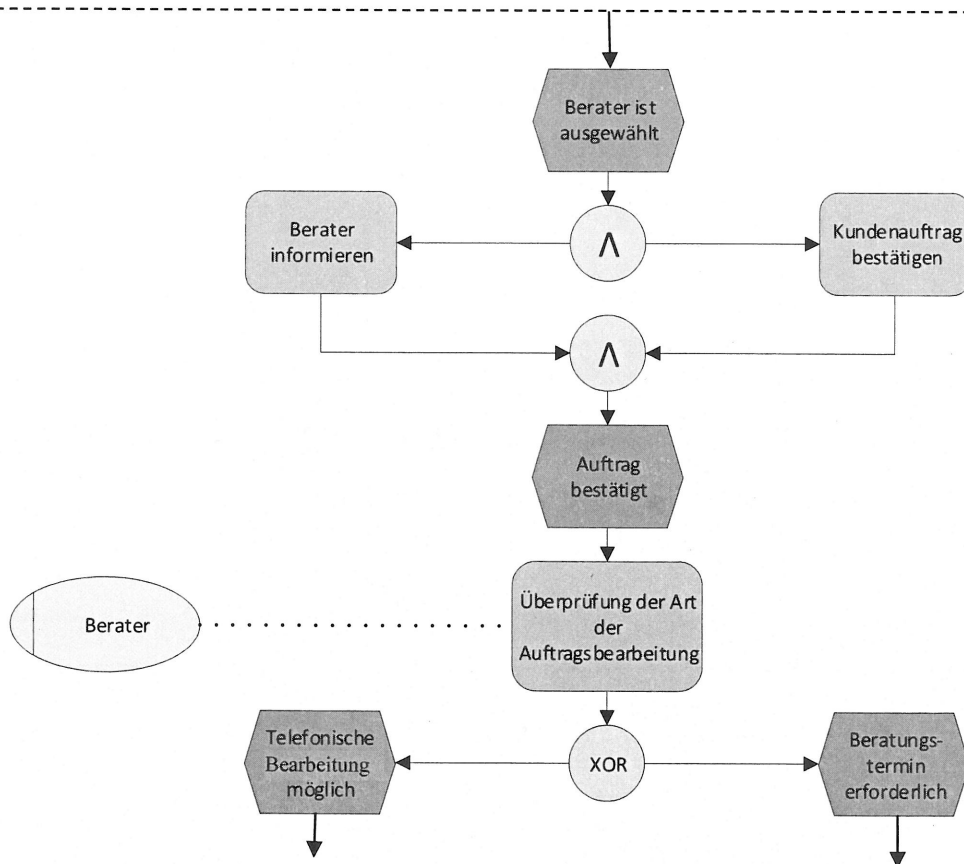 Berater ist
ausgewählt
Berater
informieren
Λ
Kundenauftrag
bestätigen
Λ
Auftrag
bestätigt
Überprüfung der Art
der
Auftragsbearbeitung
Berater
Telefonische
Bearbeitung
möglich
XOR
Beratungs-
termin
erforderlich